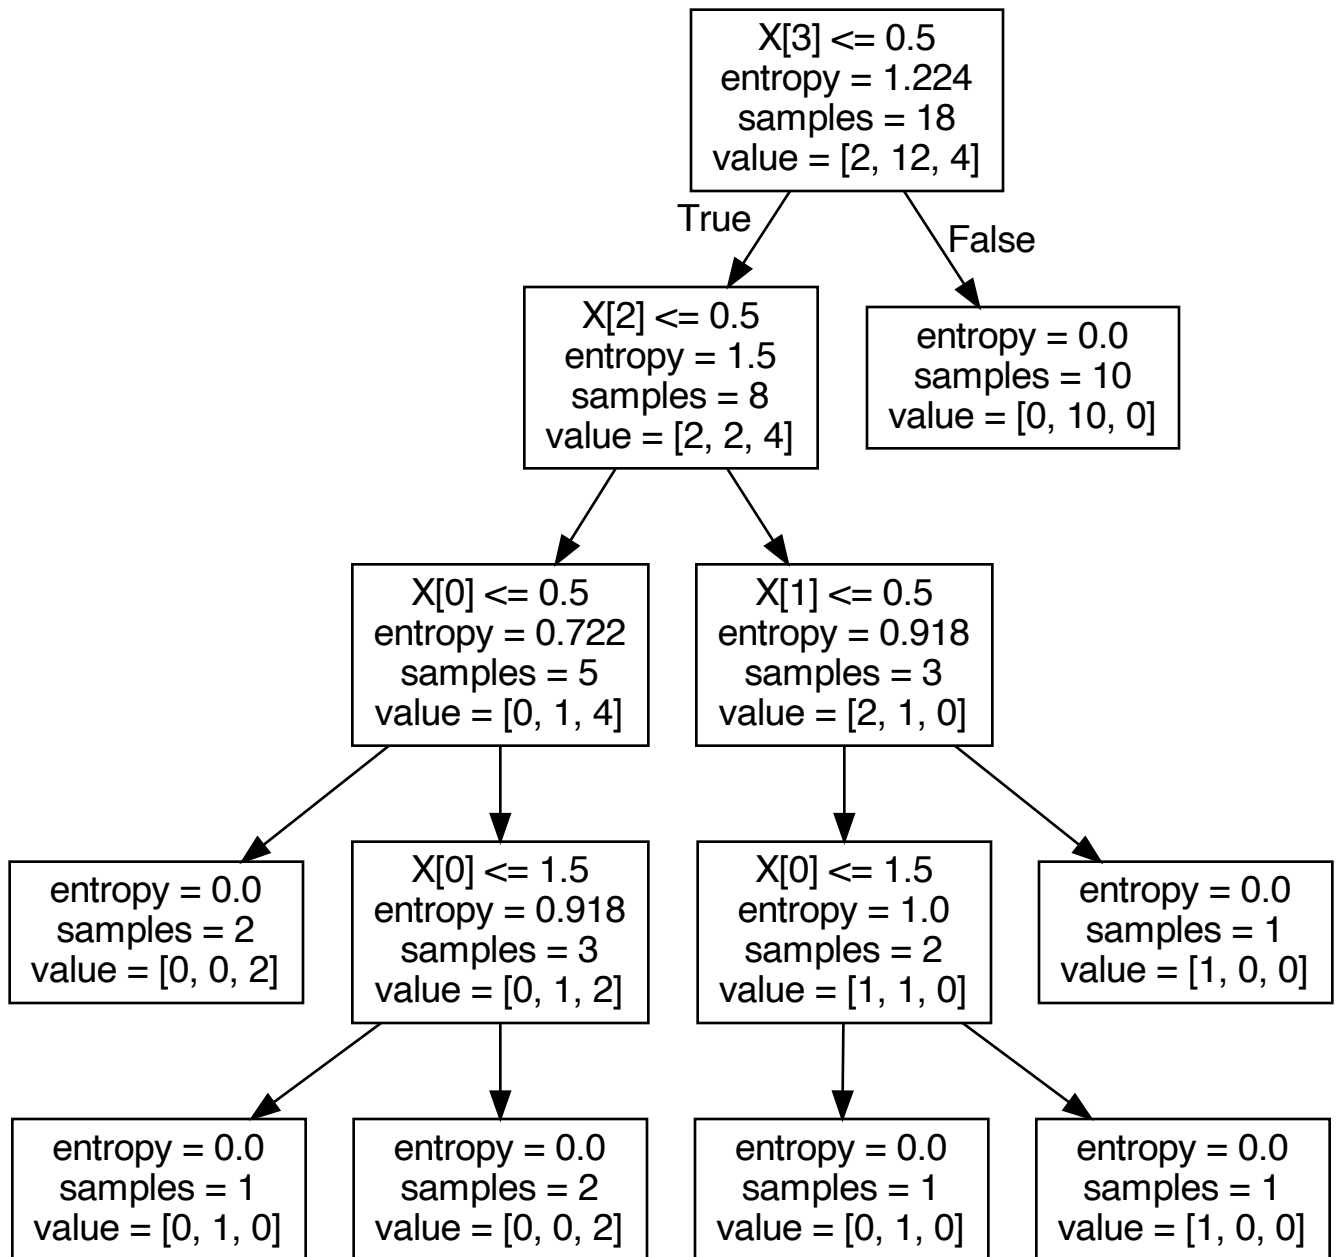 X[3] <= 0.5
entropy = 1.224
samples = 18
value = [2, 12, 4]
True
False
X[2] <= 0.5
entropy = 1.5
samples = 8
value = [2, 2, 4]
entropy = 0.0
samples = 10
value = [0, 10, 0]
X[0] <= 0.5
entropy = 0.722
samples = 5
value = [0, 1, 4]
X[1] <= 0.5
entropy = 0.918
samples = 3
value = [2, 1, 0]
entropy = 0.0
samples = 2
value = [0, 0, 2]
X[0] <= 1.5
entropy = 0.918
samples = 3
value = [0, 1, 2]
X[0] <= 1.5
entropy = 1.0
samples = 2
value = [1, 1, 0]
entropy = 0.0
samples = 1
value = [1, 0, 0]
entropy = 0.0
samples = 1
value = [0, 1, 0]
entropy = 0.0
samples = 2
value = [0, 0, 2]
entropy = 0.0
samples = 1
value = [0, 1, 0]
entropy = 0.0
samples = 1
value = [1, 0, 0]